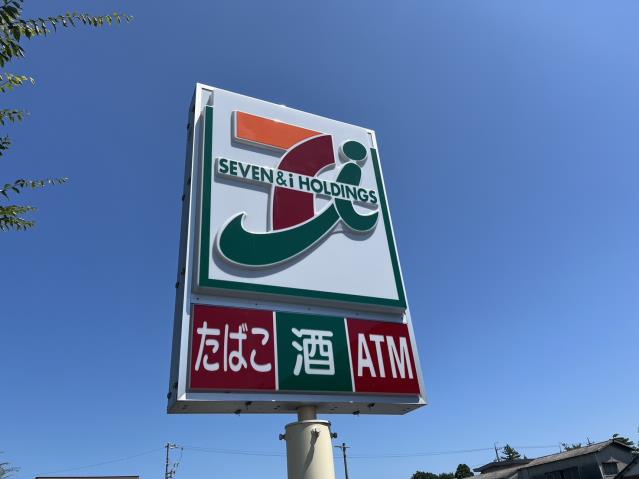 SEVEN & i HOLDINGS
たばこ 酒 ATM